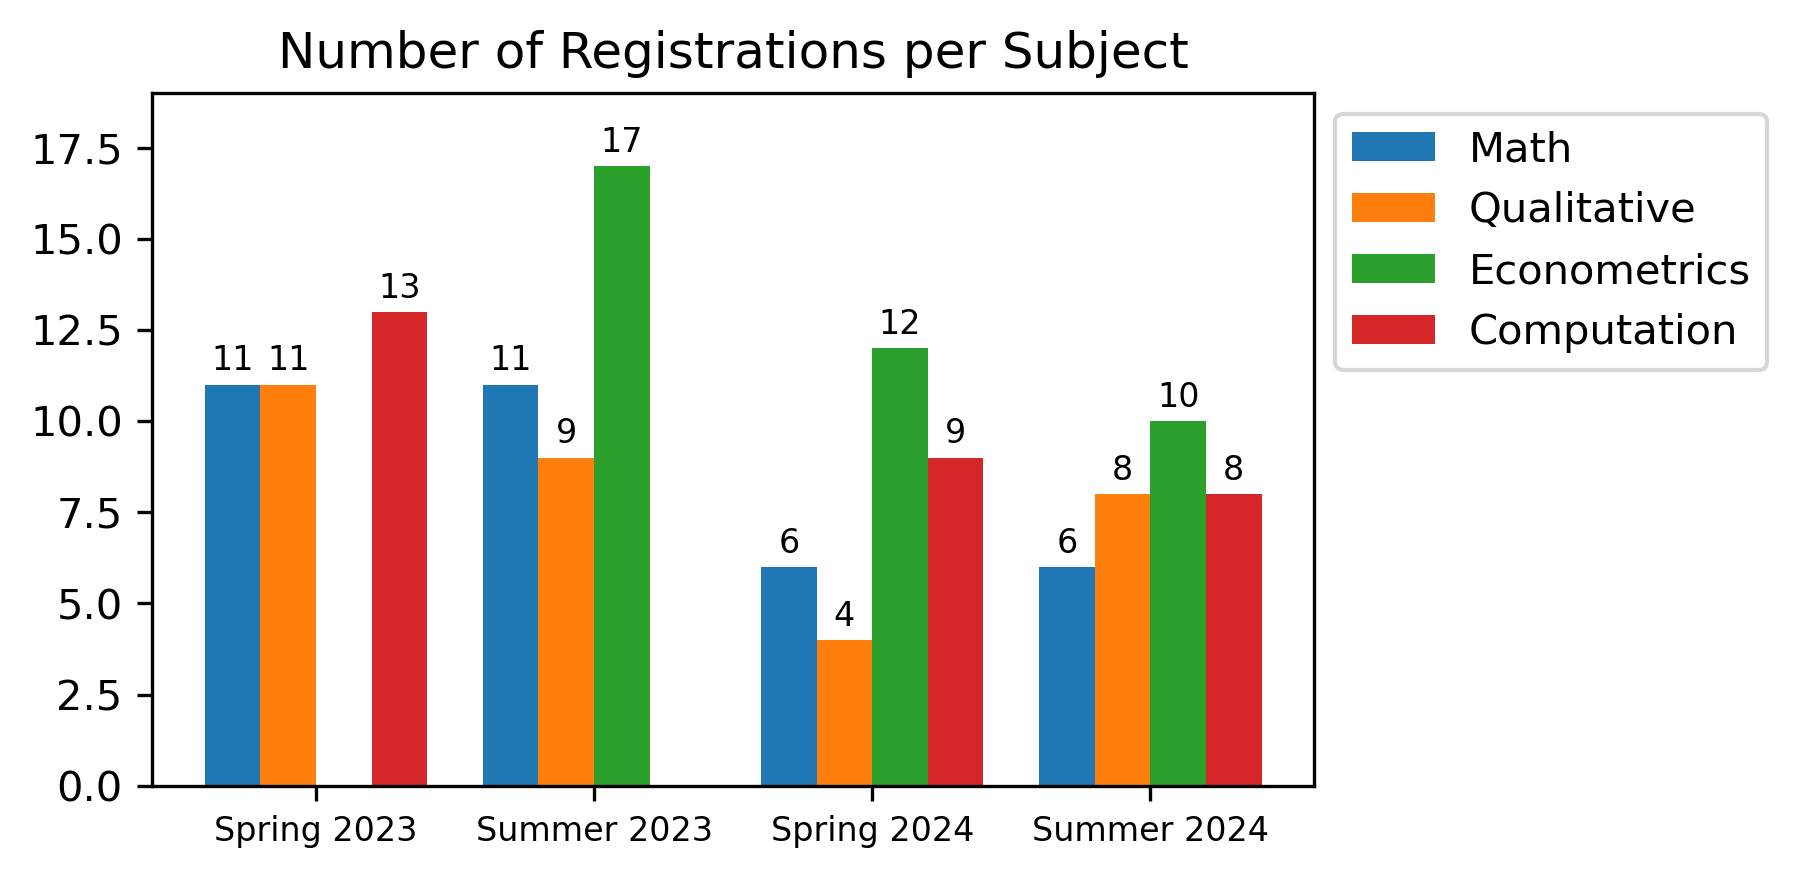 Number of Registrations per Subject
17.5
15.0
12.5
10.0
7.5
5.0
2.5
0.0
11 11 13
11 9 17
6 4 12 9
6 8 10 8
Spring 2023 Summer 2023 Spring 2024 Summer 2024
Math
Qualitative
Econometrics
Computation